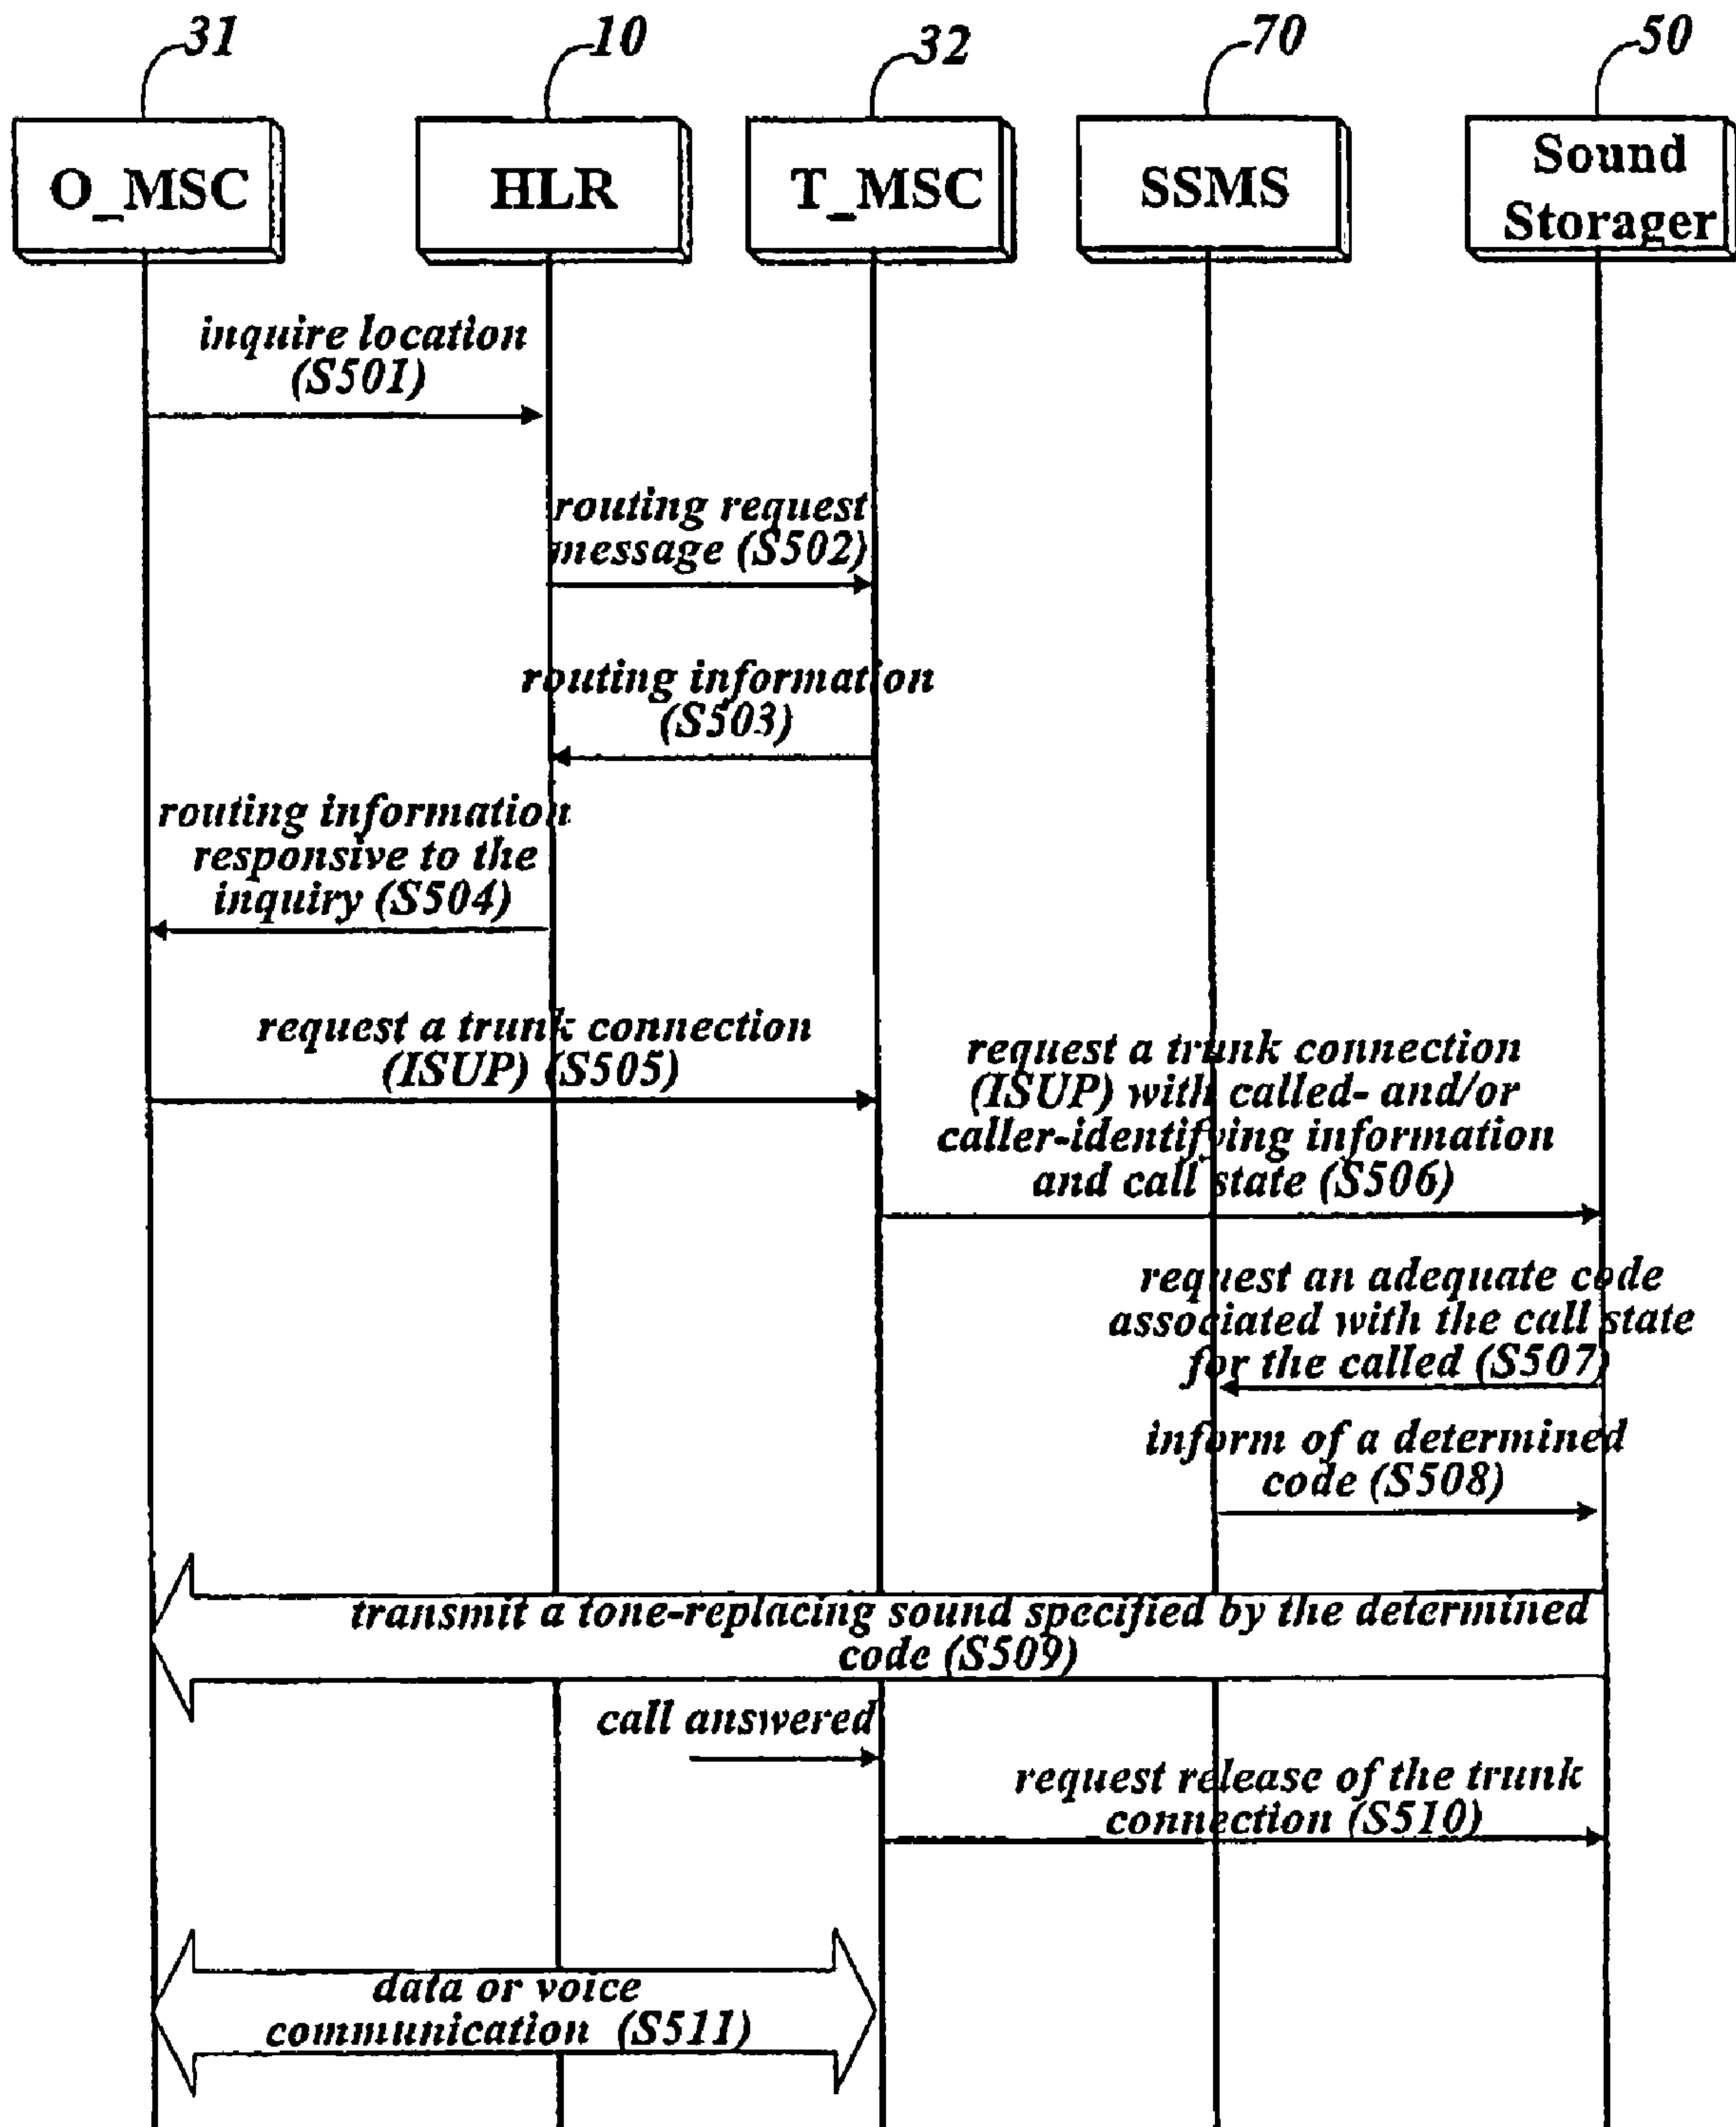 31
10
32
70
50
O_MSC
HLR
T_MSC
SSMS
Sound
Storager
inquire location
(S501)
routing request
message (S502)
routing information
(S503)
routing information
responsive to the
inquiry (S504)
request a trunk connection
(ISUP) (S505)
request a trunk connection
(ISUP) with called- and/or
caller-identifying information
and call state (S506)
request an adequate code
associated with the call state
for the called (S507)
inform of a determined
code (S508)
transmit a tone-replacing sound specified by the determined
code (S509)
call answered
request release of the trunk
connection (S510)
data or voice
communication (S511)